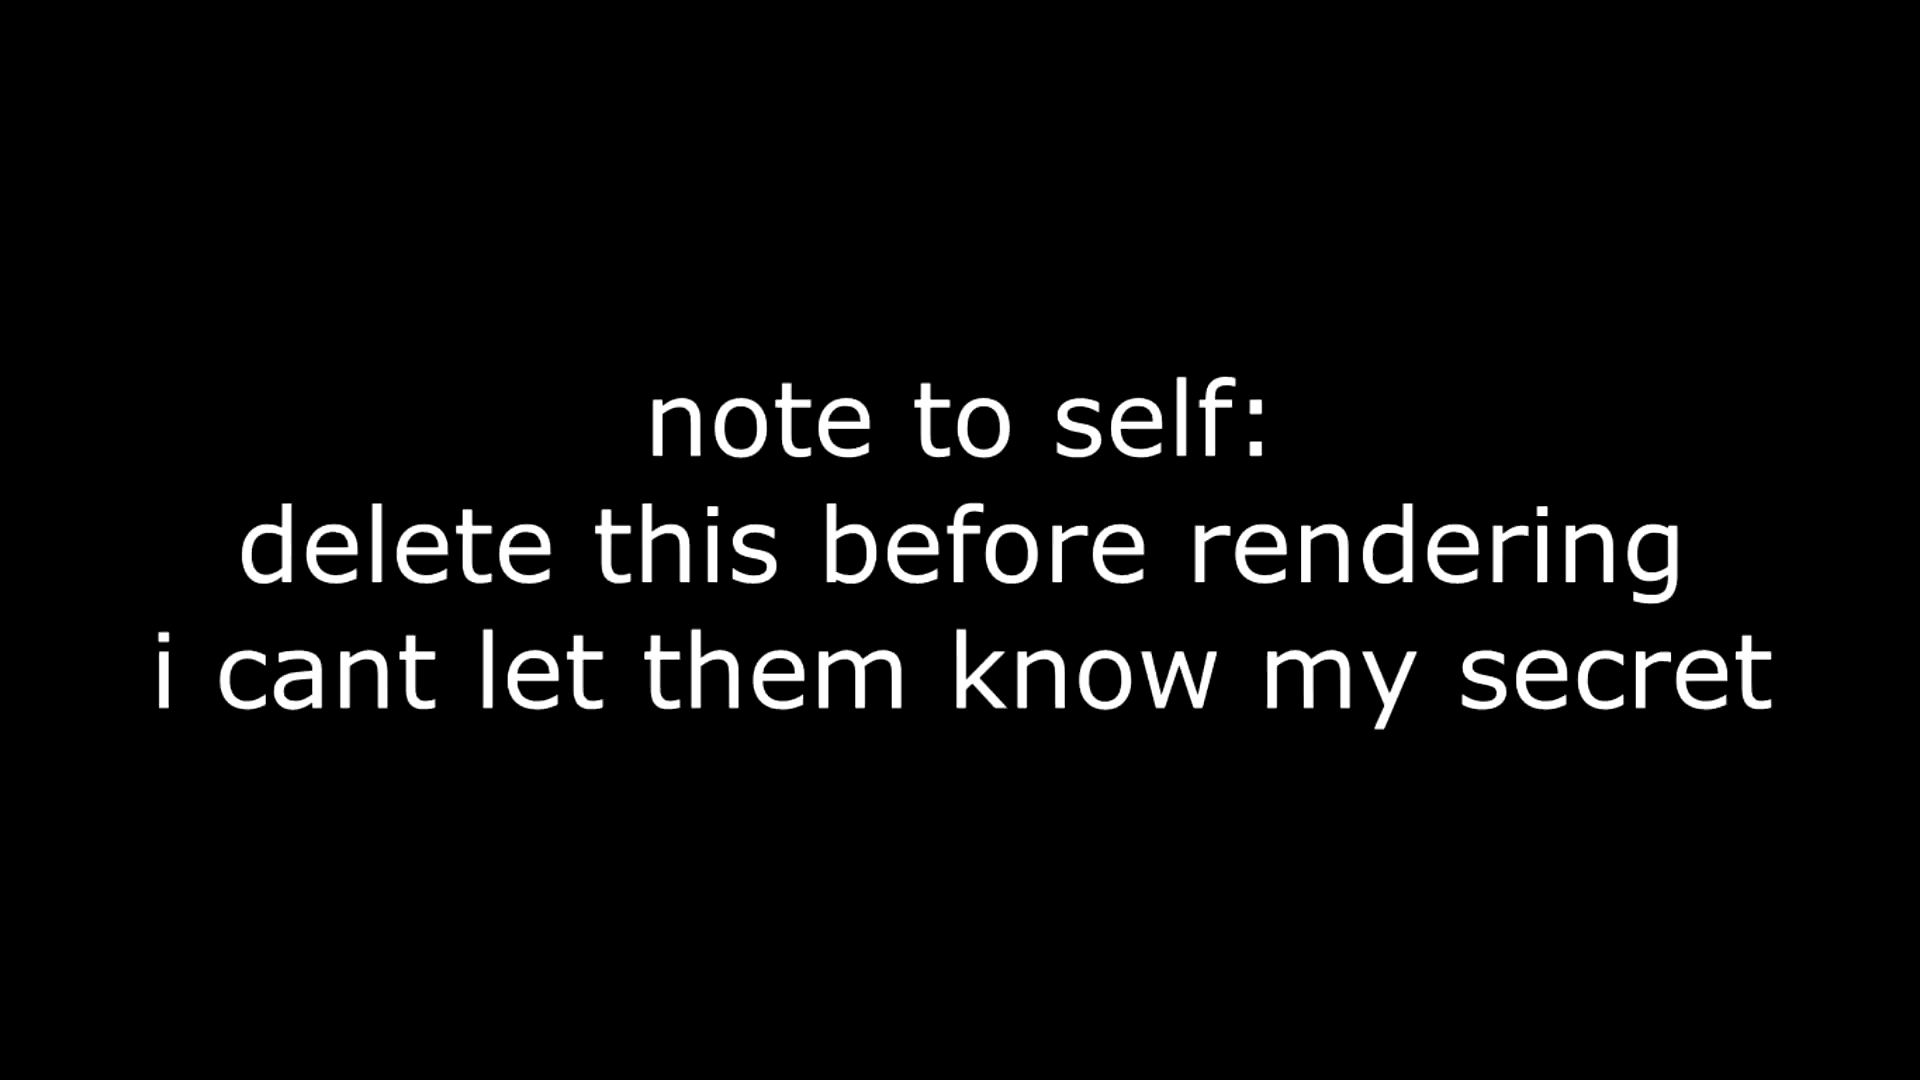 note to self:
delete this before rendering
i cant let them know my secret